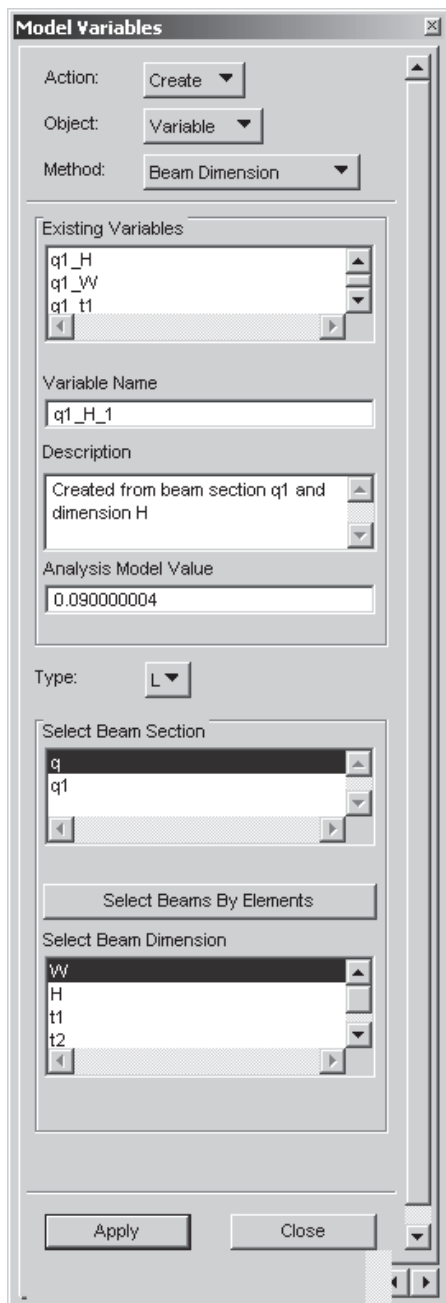 Model Variables
Action: Create
Object: Variable
Method: Beam Dimension
Existing Variables
q1_H
q1_W
q1_t1
Variable Name
q1_H_1
Description
Created from beam section q1 and
dimension H
Analysis Model Value
0.090000004
Type: L
Select Beam Section
q
q1
Select Beams By Elements
Select Beam Dimension
W
H
t1
t2
Apply Close